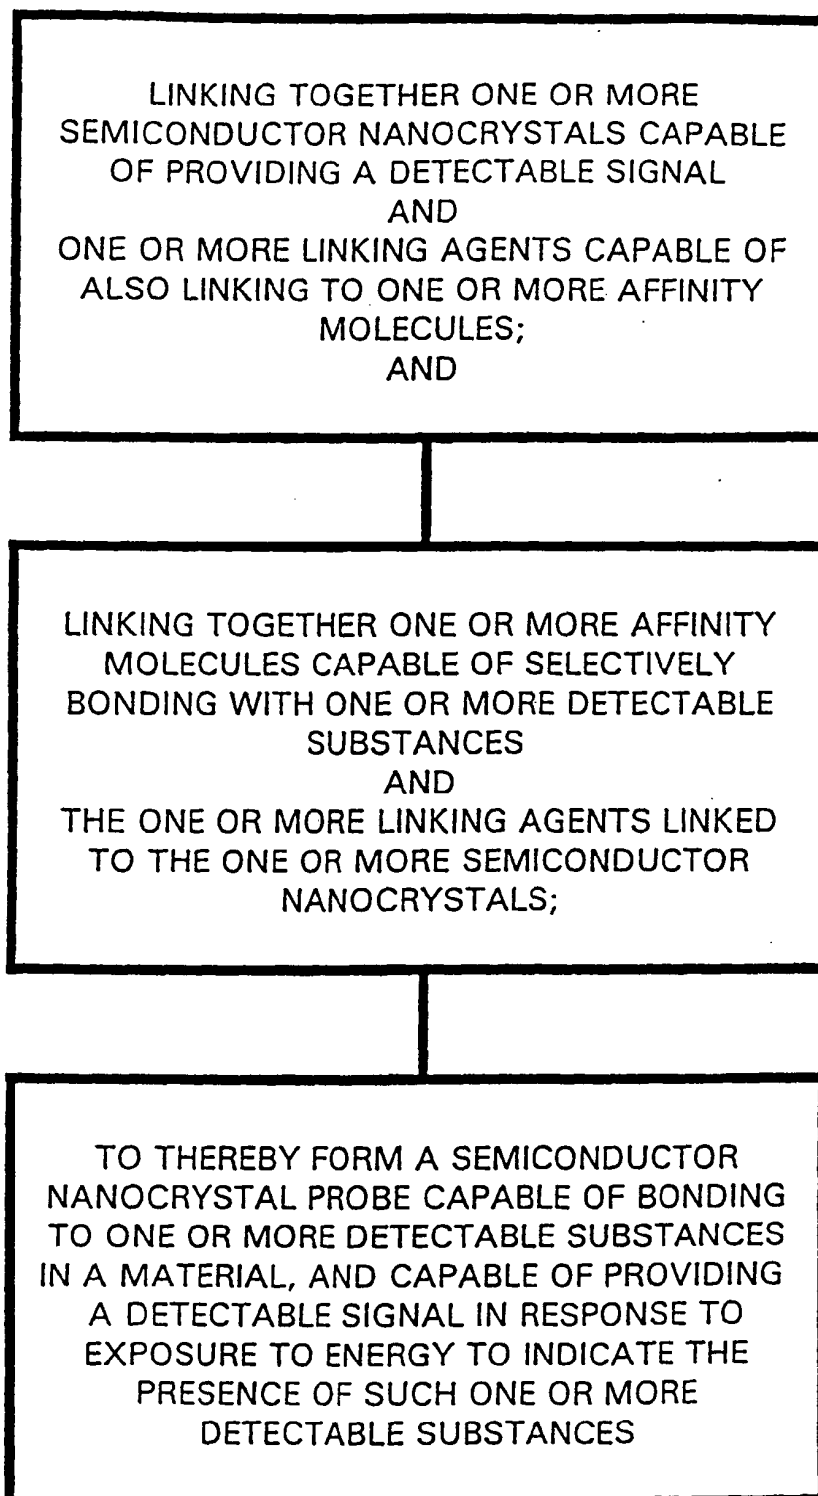 LINKING TOGETHER ONE OR MORE
SEMICONDUCTOR NANOCRYSTALS CAPABLE
OF PROVIDING A DETECTABLE SIGNAL
AND
ONE OR MORE LINKING AGENTS CAPABLE OF
ALSO LINKING TO ONE OR MORE AFFINITY
MOLECULES;
AND
LINKING TOGETHER ONE OR MORE AFFINITY
MOLECULES CAPABLE OF SELECTIVELY
BONDING WITH ONE OR MORE DETECTABLE
SUBSTANCES
AND
THE ONE OR MORE LINKING AGENTS LINKED
TO THE ONE OR MORE SEMICONDUCTOR
NANOCRYSTALS;
TO THEREBY FORM A SEMICONDUCTOR
NANOCRYSTAL PROBE CAPABLE OF BONDING
TO ONE OR MORE DETECTABLE SUBSTANCES
IN A MATERIAL, AND CAPABLE OF PROVIDING
A DETECTABLE SIGNAL IN RESPONSE TO
EXPOSURE TO ENERGY TO INDICATE THE
PRESENCE OF SUCH ONE OR MORE
DETECTABLE SUBSTANCES